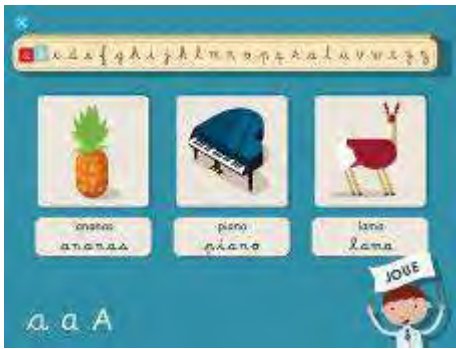 a b c d e f g h i j k l m n o p q r s t u v w x y z
ananas piano lama
ananas piano lama
JOUE
a a A